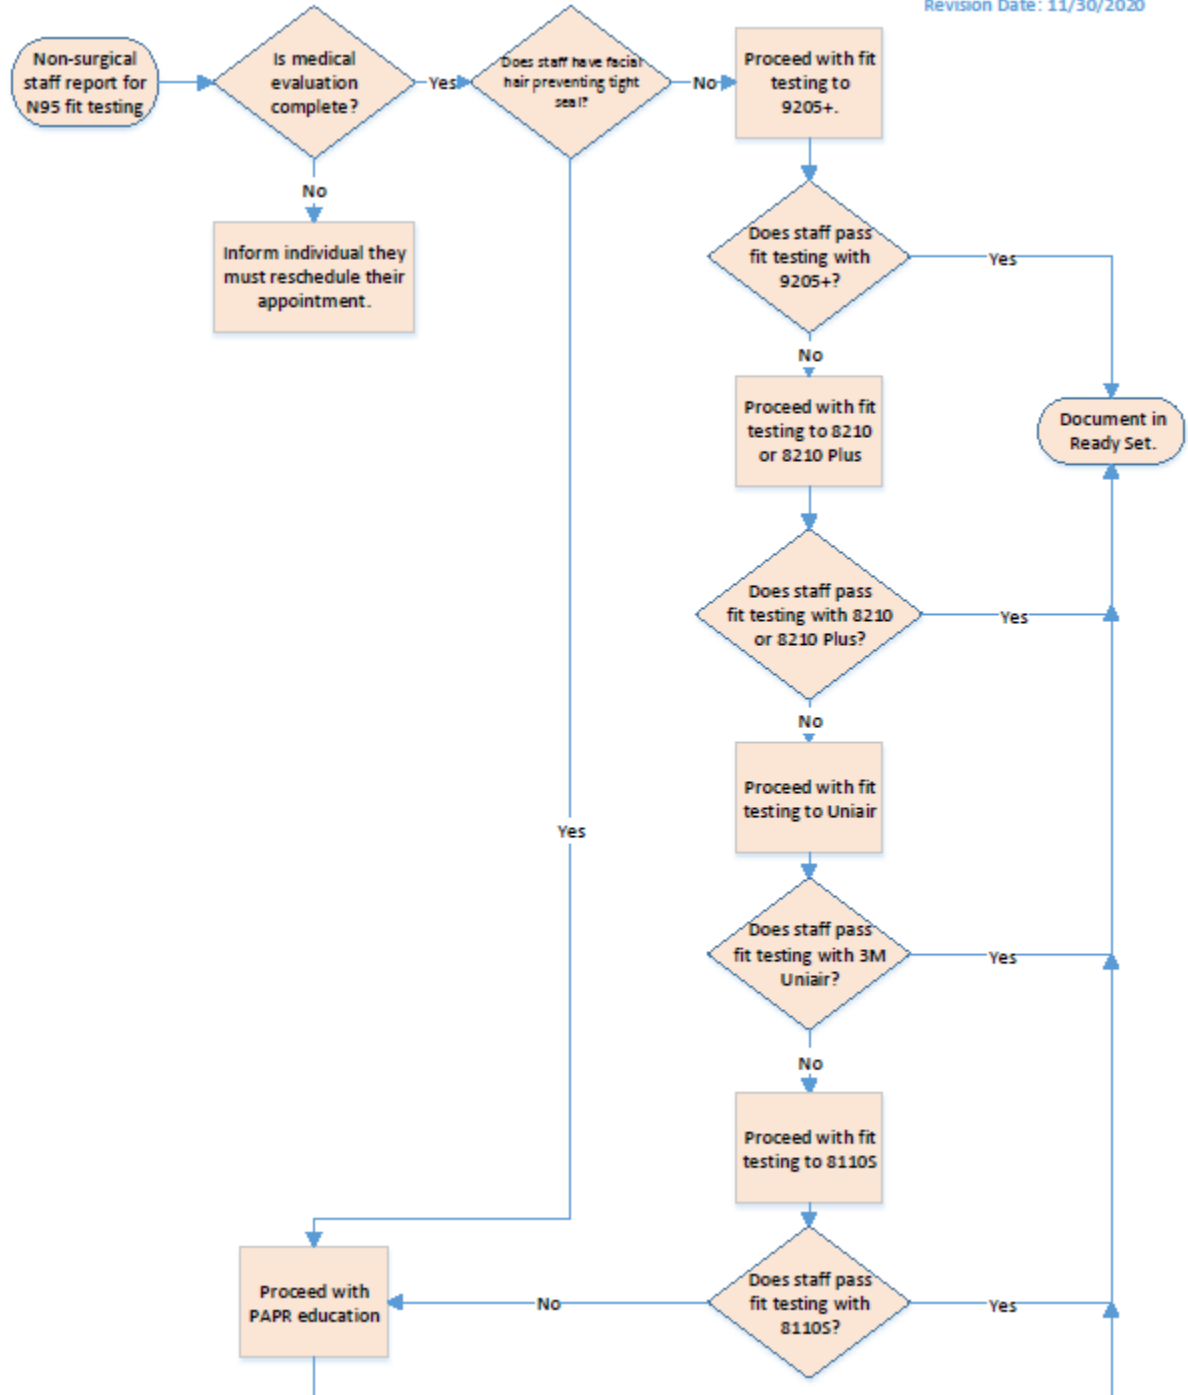 Revision Date: 11/30/2020
Non-surgical
staff report for
N95 fit testing
Is medical
evaluation
complete?
Yes
Does staff have facial
hair preventing tight
seal?
No
Proceed with fit
testing to
9205+.
No
Inform individual they
must reschedule their
appointment.
Does staff pass
fit testing with
9205+?
Yes
No
Proceed with fit
testing to 8210
or 8210 Plus
Document in
Ready Set.
Does staff pass
fit testing with 8210
or 8210 Plus?
Yes
No
Proceed with fit
testing to Uniair
Yes
Does staff pass
fit testing with 3M
Uniair?
Yes
No
Proceed with fit
testing to 8110S
Proceed with
PAPR education
No
Does staff pass
fit testing with
8110S?
Yes